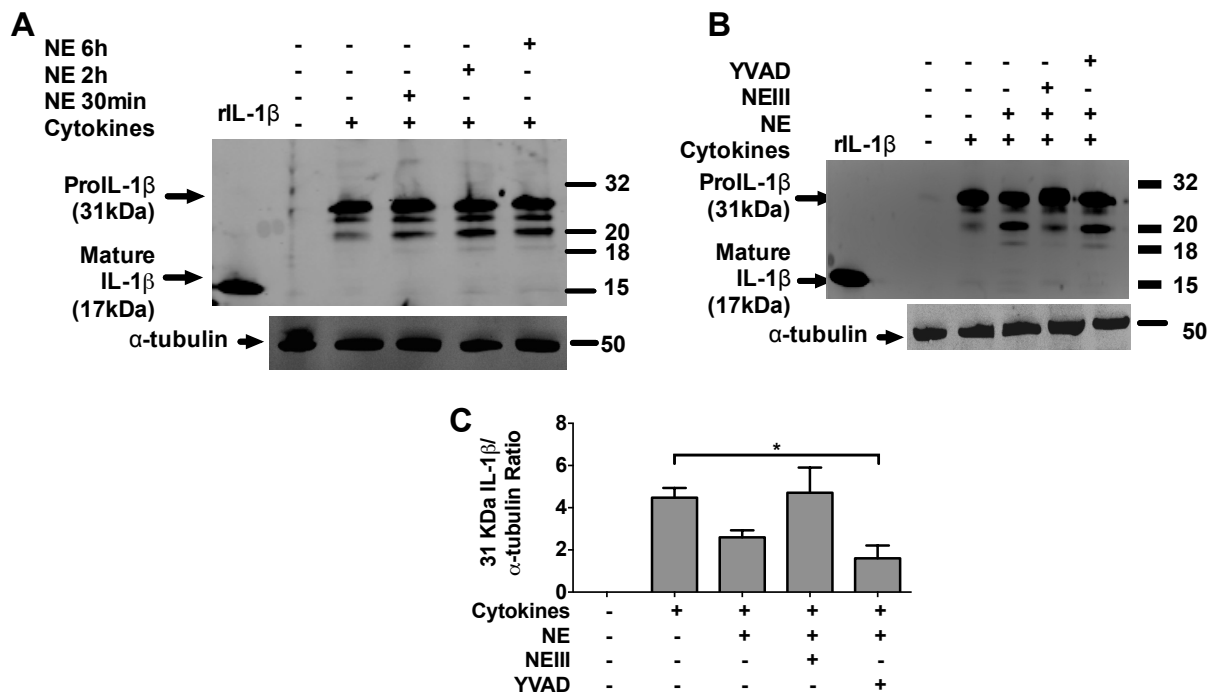 A
NE 6h - - - - +
NE 2h - - - + -
NE 30min - - + - -
rIL-1β
Cytokines - + + + +
ProIL-1β
(31kDa)
Mature
IL-1β
(17kDa)
32
20
18
15
α-tubulin
50
B
YVAD - - - - +
NEIII - - - + -
NE - - + + +
Cytokines rIL-1β - + + + +
ProIL-1β
(31kDa)
Mature
IL-1β
(17kDa)
32
20
18
15
α-tubulin
50
C
31 KDa IL-1β/
α-tubulin Ratio
8
6
4
2
0
*
Cytokines - + + + +
NE - - + + +
NEIII - - - + -
YVAD - - - - +